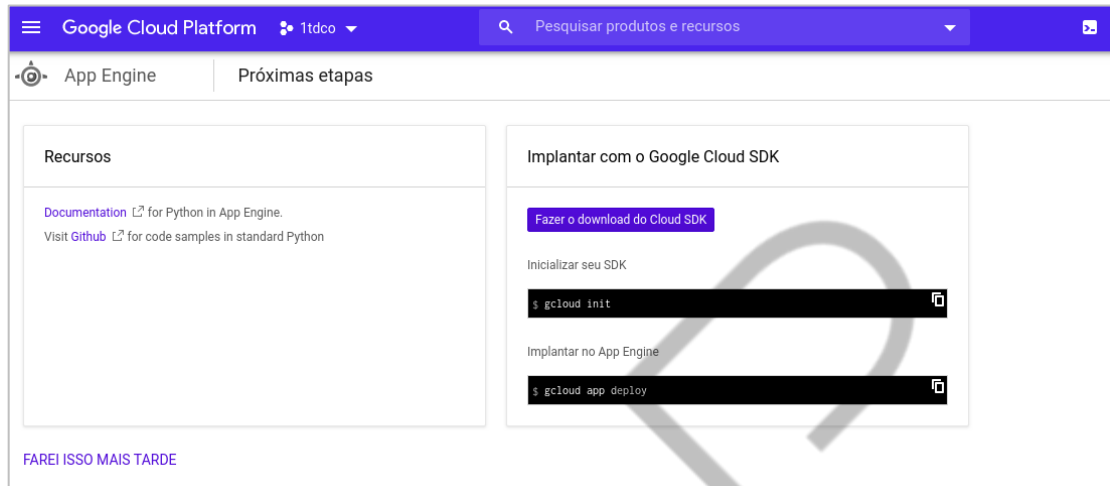 Google Cloud Platform 1tdco Pesquisar produtos e recursos
App Engine Próximas etapas
Recursos
Documentation for Python in App Engine.
Visit Github for code samples in standard Python
Implantar com o Google Cloud SDK
Fazer o download do Cloud SDK
Inicializar seu SDK
$ gcloud init
Implantar no App Engine
$ gcloud app deploy
FAREI ISSO MAIS TARDE